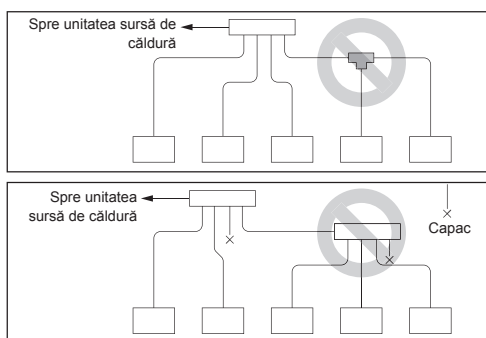 Spre unitatea sursă de
căldură
Spre unitatea
sursă de căldură
Capac